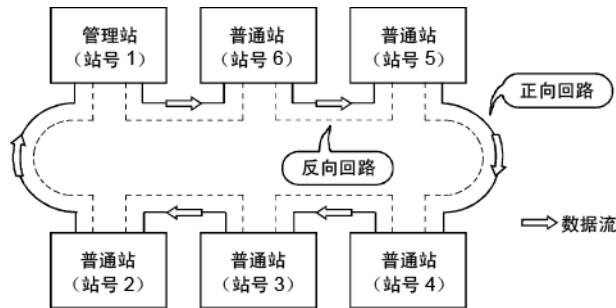 管理站
（站号 1）
普通站
（站号 6）
普通站
（站号 5）
正向回路
反向回路
数据流
普通站
（站号 2）
普通站
（站号 3）
普通站
（站号 4）